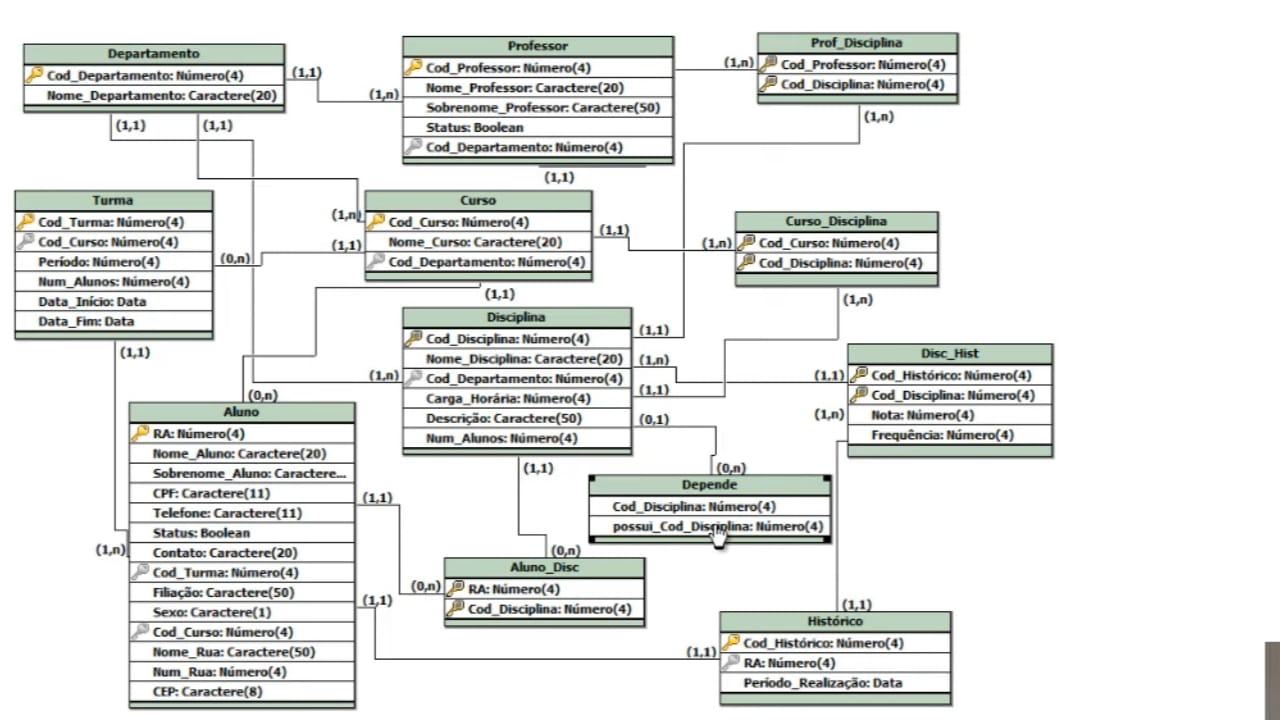 Departamento
Cod_Departamento: Número(4)
Nome_Departamento: Caractere(20)
(1,1)
(1,1)
(1,1)
Professor
Cod_Professor: Número(4)
Nome_Professor: Caractere(20)
Sobrenome_Professor: Caractere(50)
Status: Boolean
Cod_Departamento: Número(4)
(1,n)
(1,1)
Prof_Disciplina
Cod_Professor: Número(4)
Cod_Disciplina: Número(4)
(1,n)
(1,n)
Turma
Cod_Turma: Número(4)
Cod_Curso: Número(4)
Período: Número(4)
Num_Alunos: Número(4)
Data_Início: Data
Data_Fim: Data
(0,n)
(1,1)
Curso
Cod_Curso: Número(4)
Nome_Curso: Caractere(20)
Cod_Departamento: Número(4)
(1,n)
(1,1)
(1,1)
(1,1)
Curso_Disciplina
Cod_Curso: Número(4)
Cod_Disciplina: Número(4)
(1,n)
(1,n)
Disciplina
Cod_Disciplina: Número(4)
Nome_Disciplina: Caractere(20)
Cod_Departamento: Número(4)
Carga_Horária: Número(4)
Descrição: Caractere(50)
Num_Alunos: Número(4)
(1,n)
(1,1)
(1,n)
(1,1)
(0,1)
(1,1)
Disc_Hist
Cod_Histórico: Número(4)
Cod_Disciplina: Número(4)
Nota: Número(4)
Frequência: Número(4)
(1,1)
(1,n)
Aluno
RA: Número(4)
Nome_Aluno: Caractere(20)
Sobrenome_Aluno: Caractere...
CPF: Caractere(11)
Telefone: Caractere(11)
Status: Boolean
Contato: Caractere(20)
Cod_Turma: Número(4)
Filiação: Caractere(50)
Sexo: Caractere(1)
Cod_Curso: Número(4)
Nome_Rua: Caractere(50)
Num_Rua: Número(4)
CEP: Caractere(8)
(0,n)
(1,n)
(1,1)
(1,1)
Depende
Cod_Disciplina: Número(4)
possui_Cod_Disciplina: Número(4)
(0,n)
Aluno_Disc
RA: Número(4)
Cod_Disciplina: Número(4)
(0,n)
(0,n)
Histórico
Cod_Histórico: Número(4)
RA: Número(4)
Período_Realização: Data
(1,1)
(1,1)